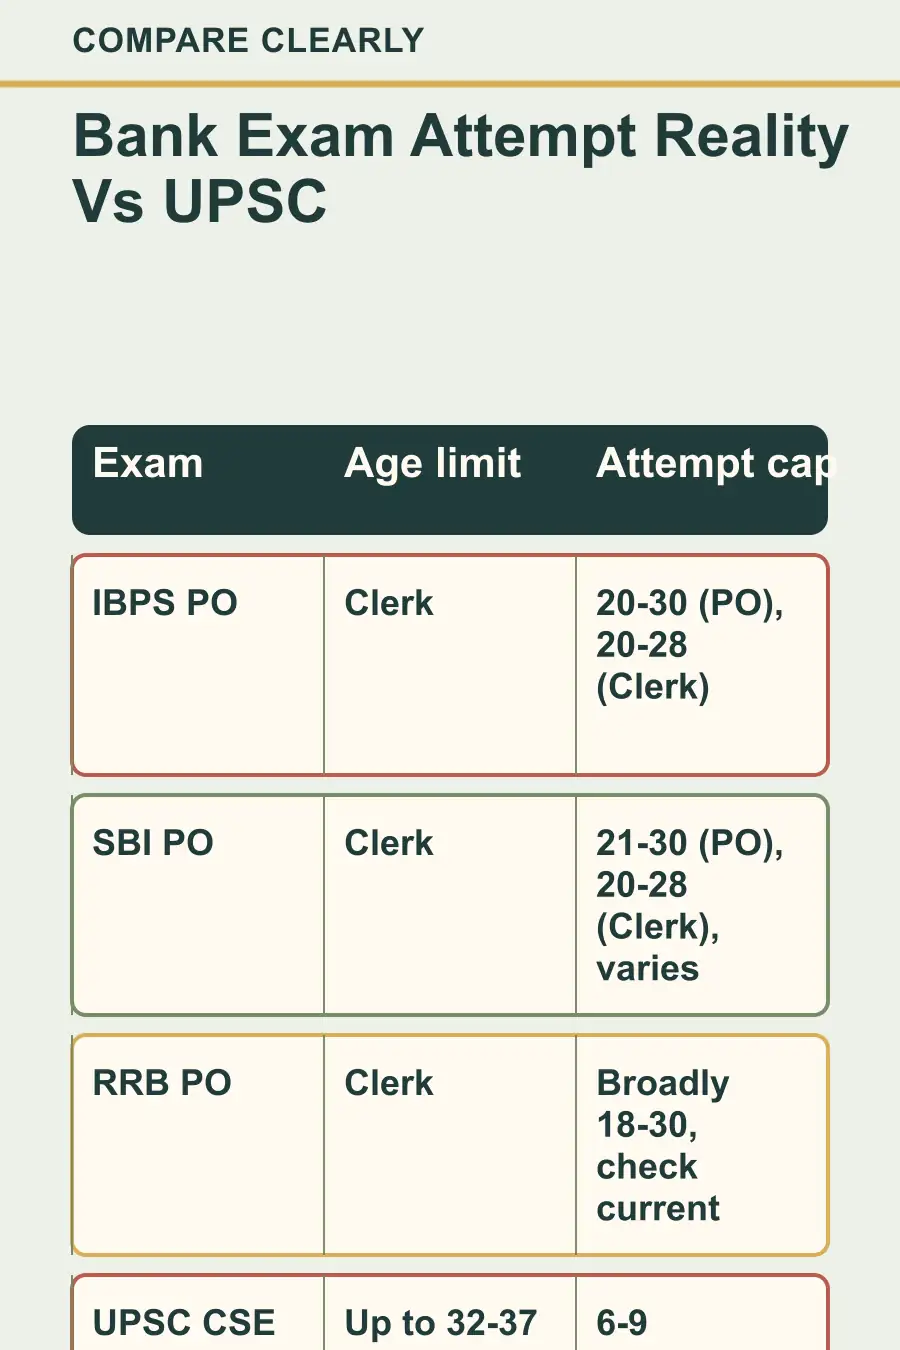 COMPARE CLEARLY
Bank Exam Attempt Reality
Vs UPSC
Exam Age limit Attempt cap
IBPS PO Clerk 20-30 (PO),
20-28
(Clerk)
SBI PO Clerk 21-30 (PO),
20-28
(Clerk),
varies
RRB PO Clerk Broadly
18-30,
check
current
UPSC CSE Up to 32-37 6-9